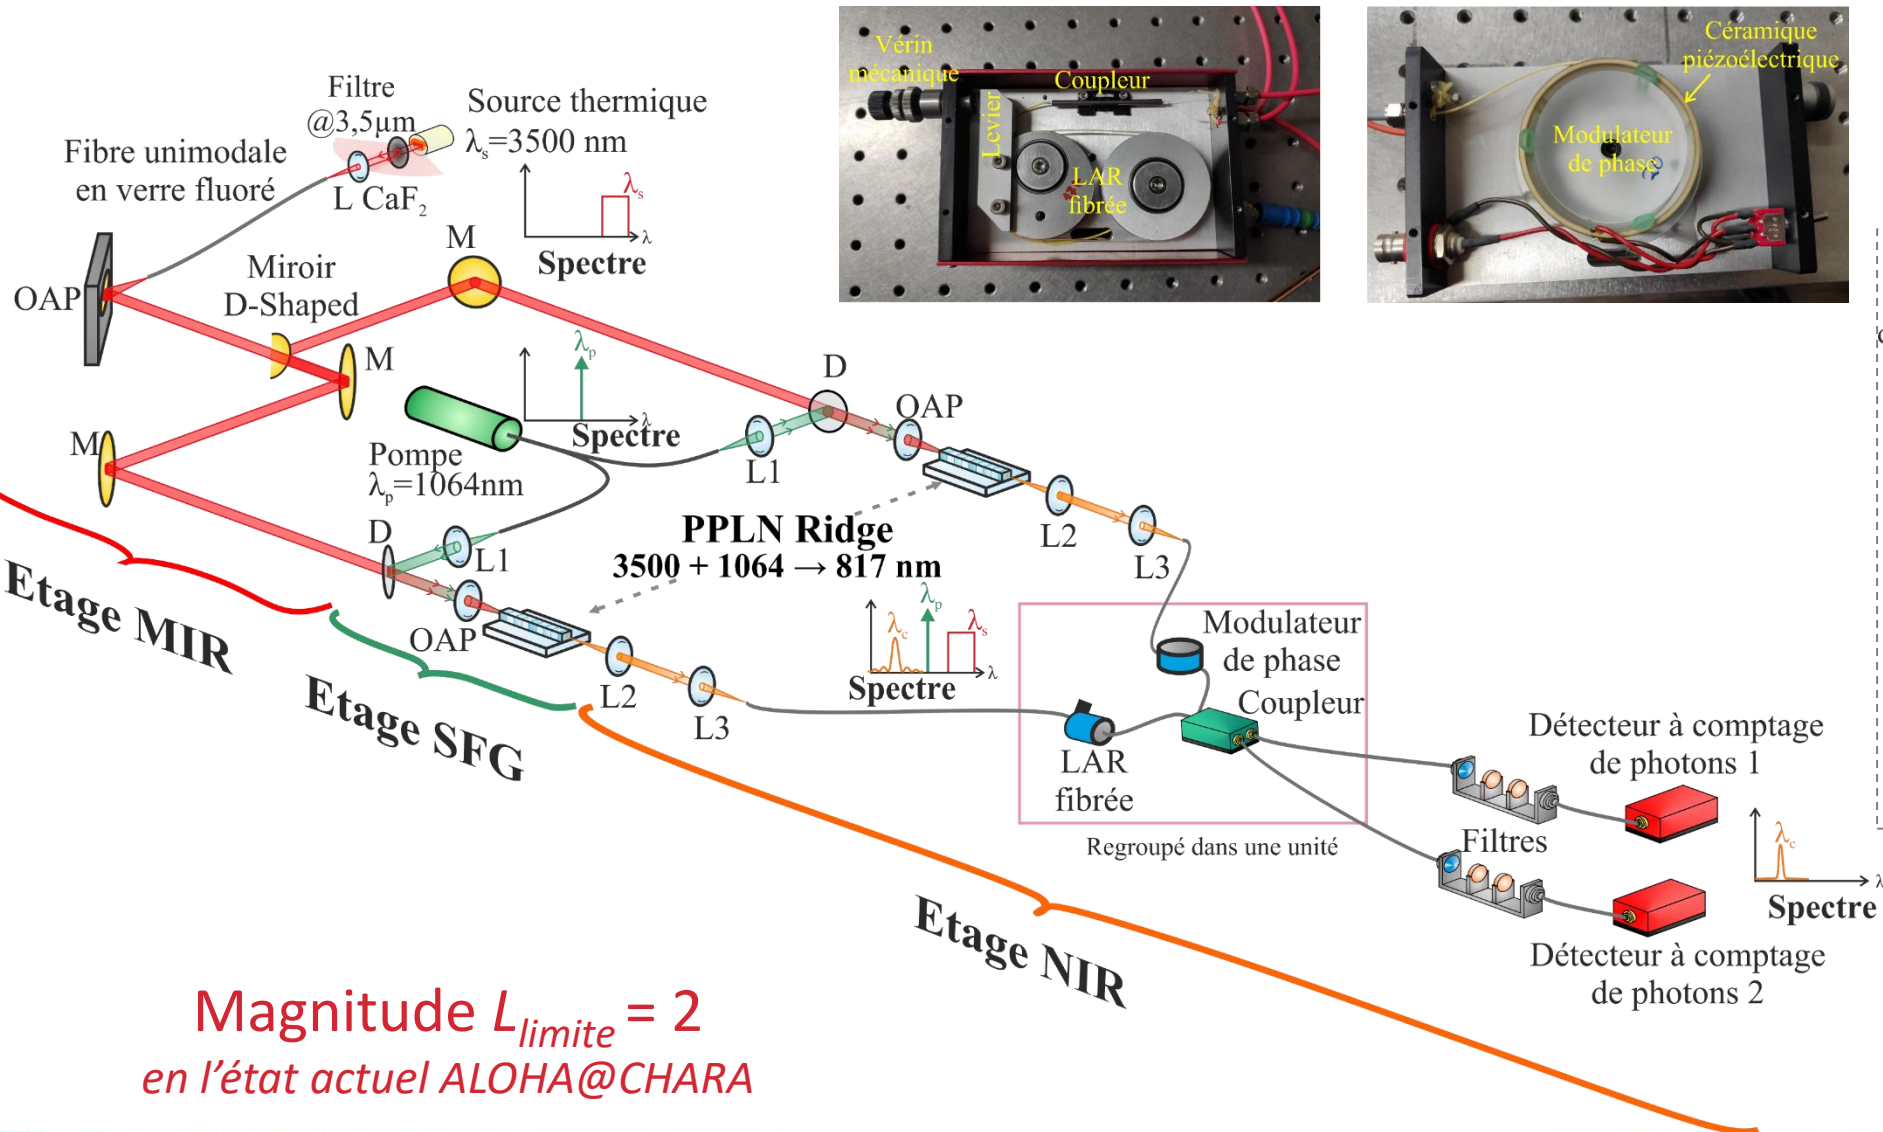 Vérin
mécanique
Coupleur
Levier
LAR
fibrée
Céramique
piézoélectrique
Modulateur
de phase
Filtre
@3,5µm
Source thermique
λs=3500 nm
Fibre unimodale
en verre fluoré
L CaF2
λs
λ
Spectre
M
Miroir
D-Shaped
OAP
M
λp
λ
Spectre
D
OAP
M
Pompe
λp=1064nm
L1
D
L1
PPLN Ridge
3500 + 1064 → 817 nm
L2
L3
OAP
L2
L3
λc
λp
λs
λ
Spectre
Modulateur
de phase
Coupleur
LAR
fibrée
Regroupé dans une unité
Détecteur à comptage
de photons 1
Filtres
λc
λ
Spectre
Détecteur à comptage
de photons 2
Etage MIR
Etage SFG
Etage NIR
Magnitude Llimite = 2
en l’état actuel ALOHA@CHARA